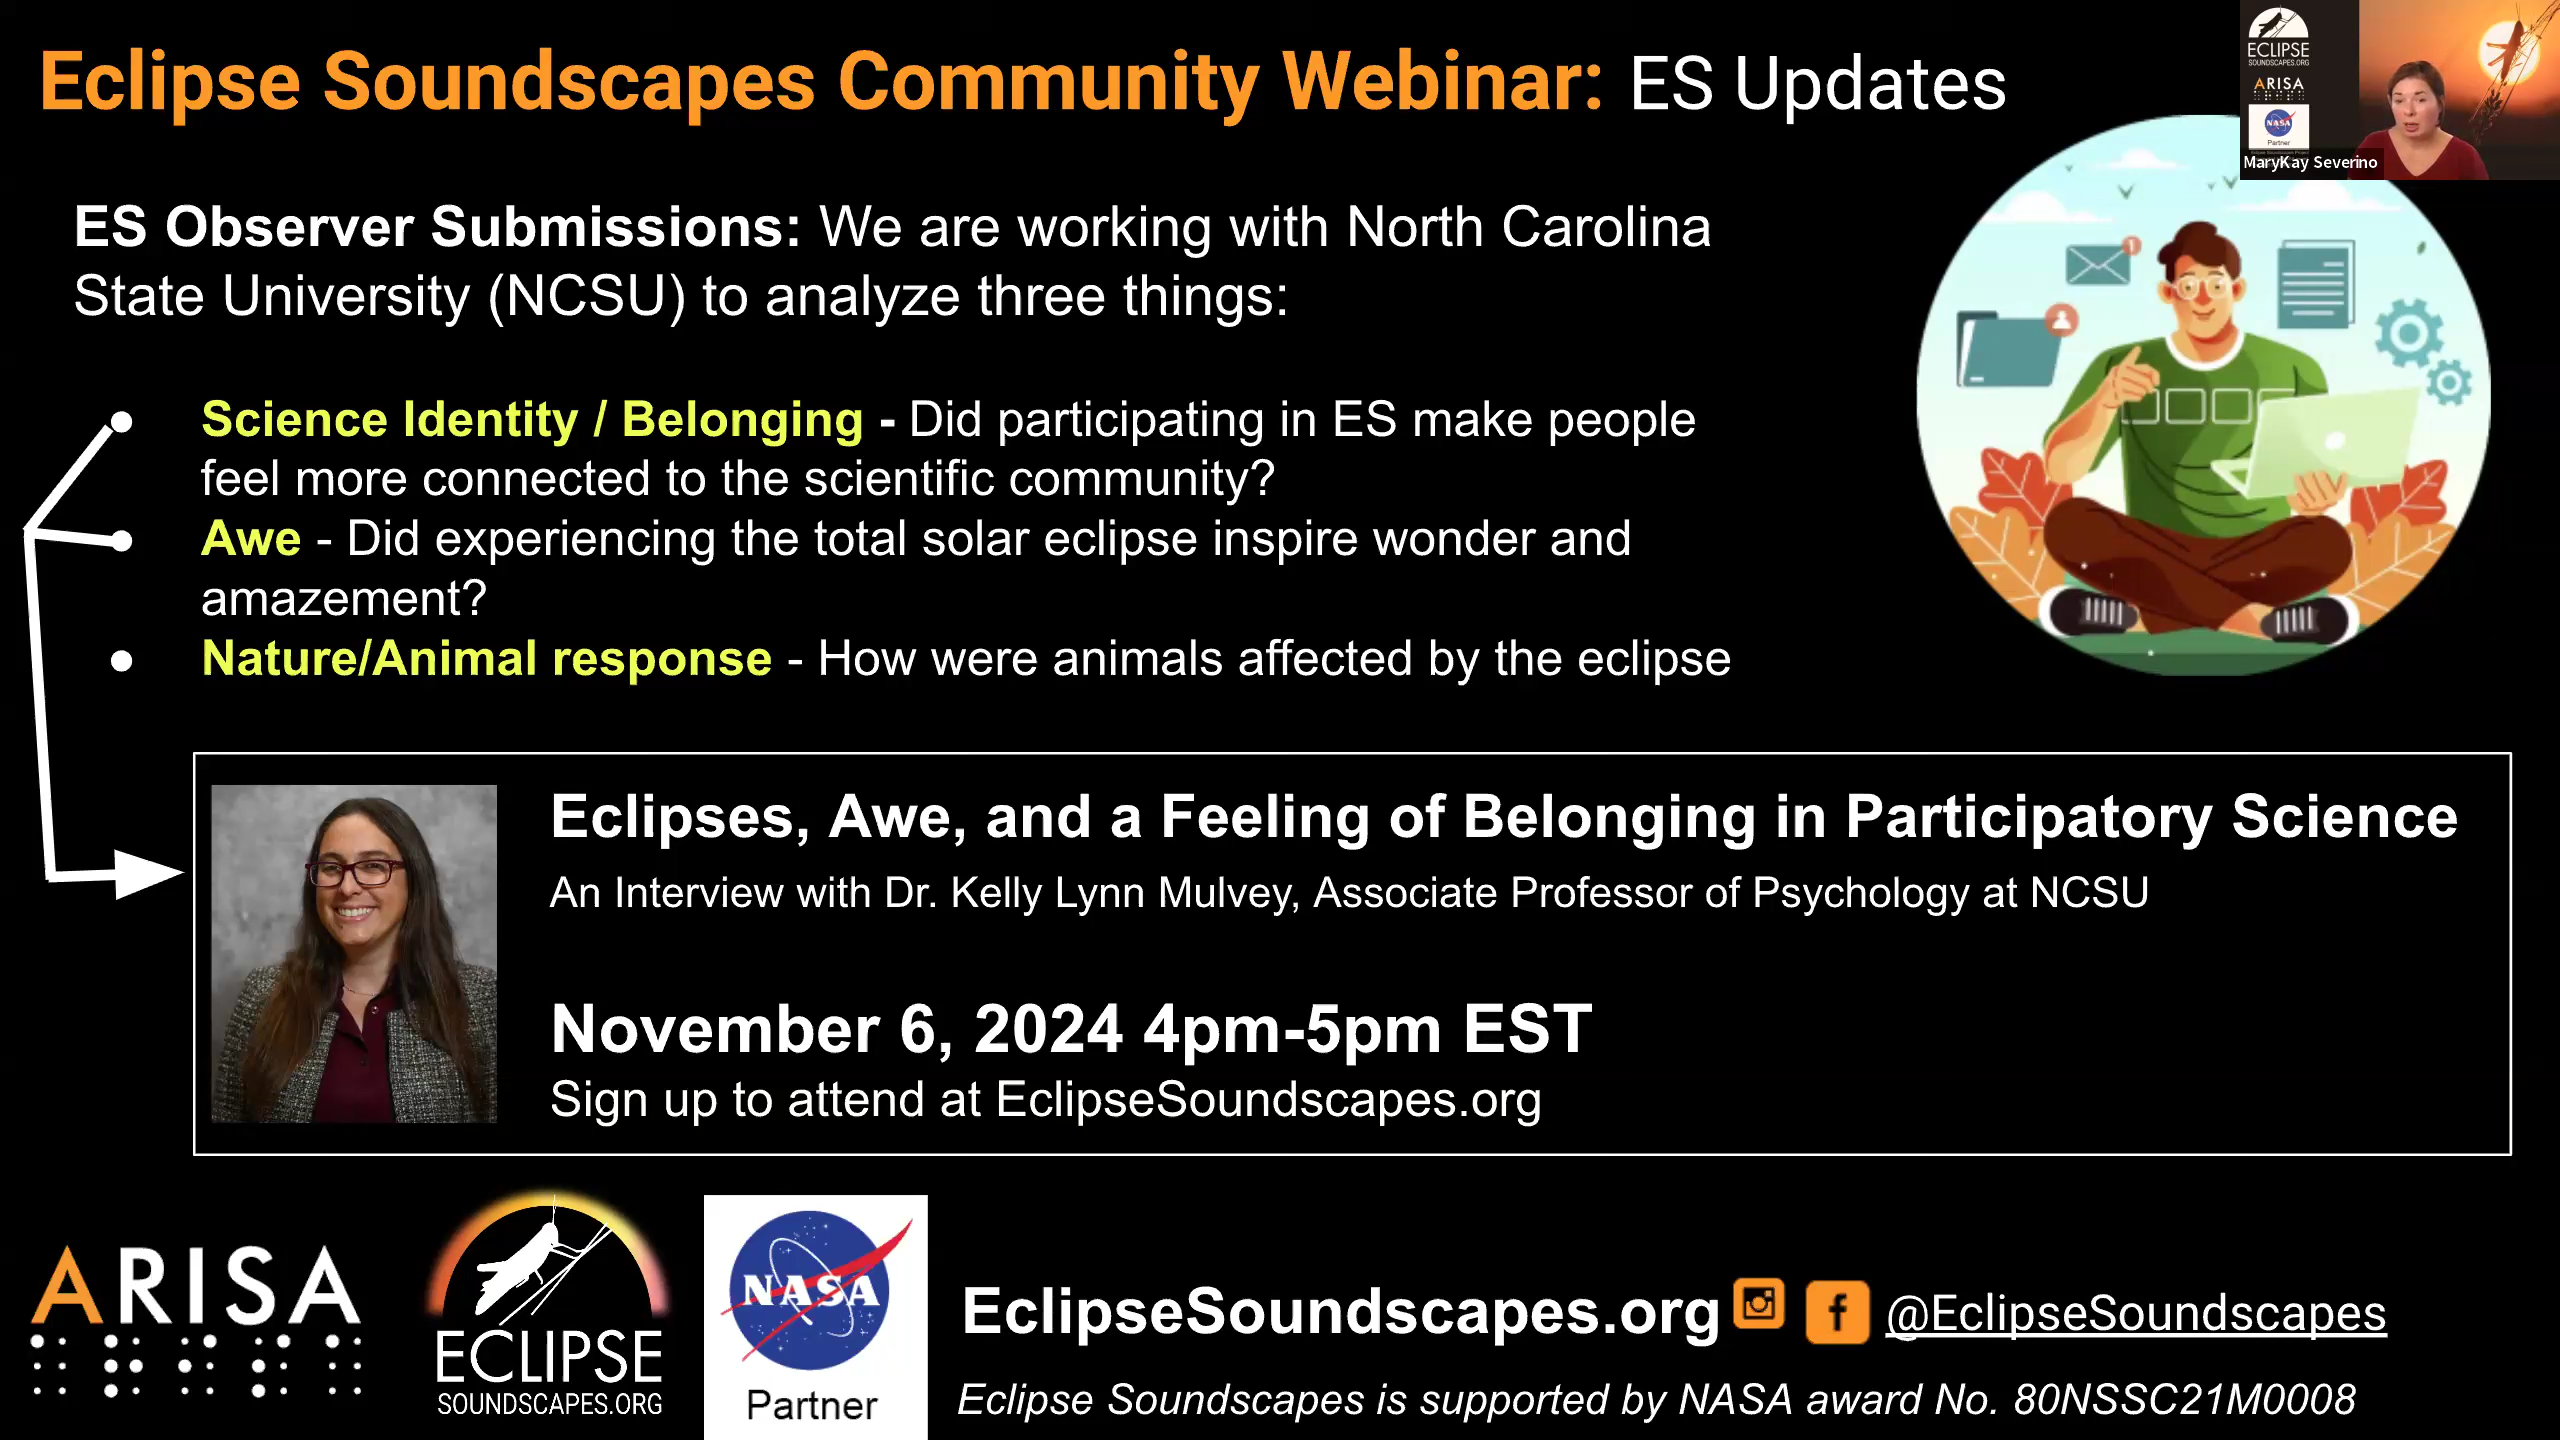 Eclipse Soundscapes Community Webinar: ES Updates
ECLIPSE
SOUNDSCAPES.ORG
ARISA
NASA
Partner
MaryKay Severino
ES Observer Submissions: We are working with North Carolina
State University (NCSU) to analyze three things:
Science Identity / Belonging - Did participating in ES make people
feel more connected to the scientific community?
Awe - Did experiencing the total solar eclipse inspire wonder and
amazement?
Nature/Animal response - How were animals affected by the eclipse
1
Eclipses, Awe, and a Feeling of Belonging in Participatory Science
An Interview with Dr. Kelly Lynn Mulvey, Associate Professor of Psychology at NCSU
November 6, 2024 4pm-5pm EST
Sign up to attend at EclipseSoundscapes.org
ARISA
ECLIPSE
SOUNDSCAPES.ORG
NASA
Partner
EclipseSoundscapes.org f @EclipseSoundscapes
Eclipse Soundscapes is supported by NASA award No. 80NSSC21M0008